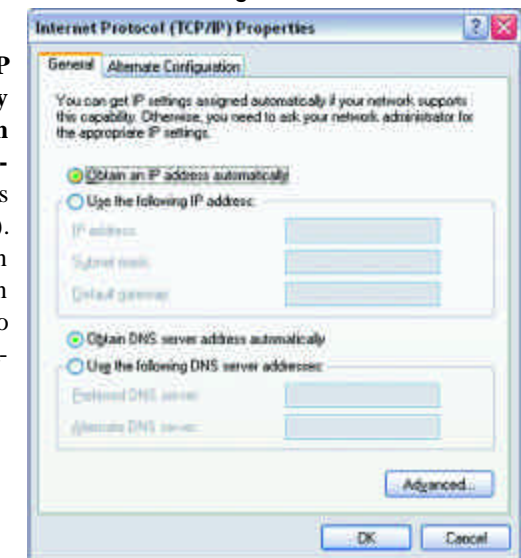 Internet Protocol (TCP/IP) Properties
General Alternate Configuration
You can get IP settings assigned automatically if your network supports
this capability. Otherwise, you need to ask your network administrator for
the appropriate IP settings.
Obtain an IP address automatically
Use the following IP address:
IP address:
Subnet mask:
Default gateway:
Obtain DNS server address automatically
Use the following DNS server addresses:
Preferred DNS server:
Alternate DNS server:
Advanced...
OK Cancel
P
y
n
-
s
).
n
n
o
-